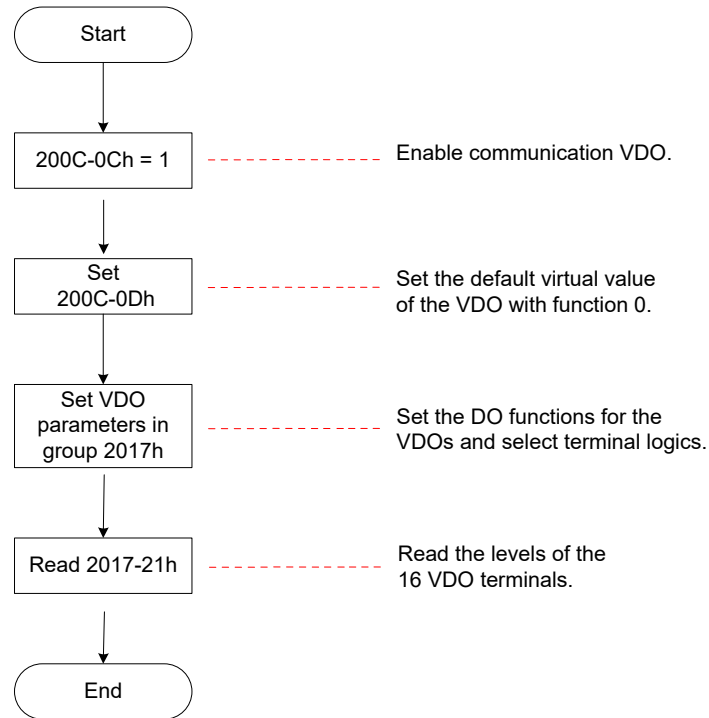 Start
200C-0Ch = 1
Enable communication VDO.
Set
200C-0Dh
Set the default virtual value
of the VDO with function 0.
Set VDO
parameters in
group 2017h
Set the DO functions for the
VDOs and select terminal logics.
Read 2017-21h
Read the levels of the
16 VDO terminals.
End